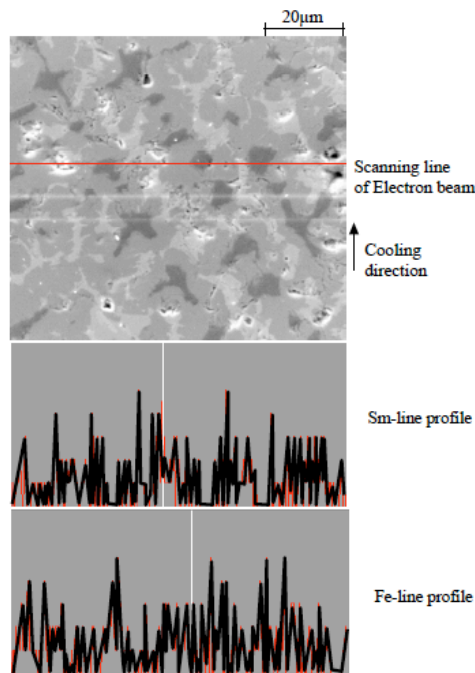 20µm
Scanning line
of Electron beam
Cooling
direction
Sm-line profile
Fe-line profile